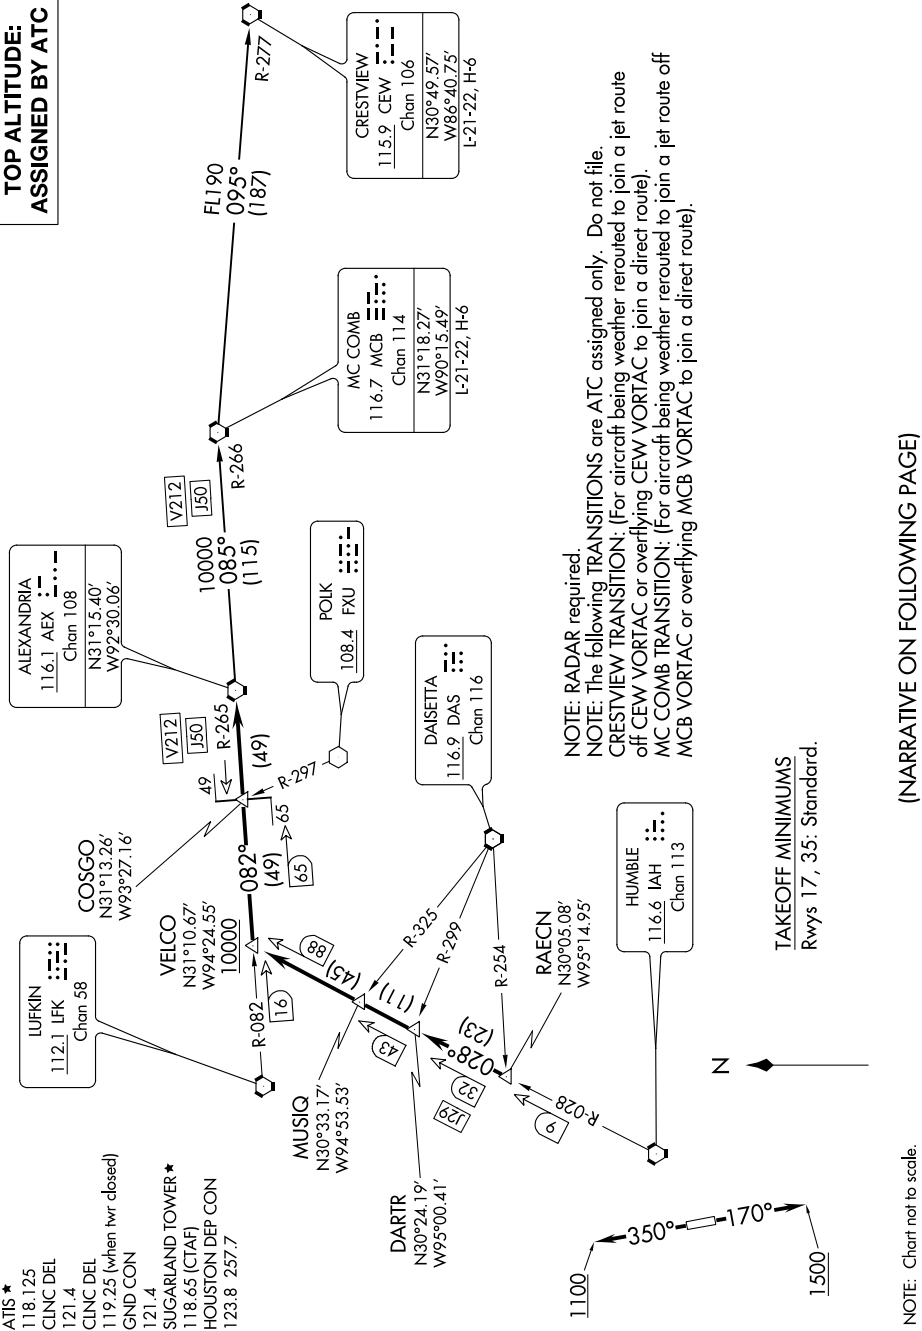 TOP ALTITUDE:
ASSIGNED BY ATC
ATIS ★
118.125
CLNC DEL
121.4
CLNC DEL
119.25 (when twr closed)
GND CON
121.4
SUGARLAND TOWER ★
118.65 (CTAF)
HOUSTON DEP CON
123.8 257.7
LUFKIN
112.1 LFK
Chan 58
COSGO
N31°13.26′
W93°27.16′
VELCO
N31°10.67′
W94°24.55′
10000
ALEXANDRIA
116.1 AEX
Chan 108
N31°15.40′
W92°30.06′
V212
J50
R-265
(49)
49
65
65
082°
(49)
R-082
16
88
(45)
R-297
POLK
108.4 FXU
V212
J50
R-266
10000
085°
(115)
MC COMB
116.7 MCB
Chan 114
N31°18.27′
W90°15.49′
L-21-22, H-6
FL190
095°
(187)
R-277
CRESTVIEW
115.9 CEW
Chan 106
N30°49.57′
W86°40.75′
L-21-22, H-6
MUSIQ
N30°33.17′
W94°53.53′
(11)
43
R-325
R-299
R-254
DAISETTA
116.9 DAS
Chan 116
DARTR
N30°24.19′
W95°00.41′
(23)
028°
32
J29
RAECN
N30°05.08′
W95°14.95′
9
R-028
HUMBLE
116.6 IAH
Chan 113
N
1100
350°
170°
1500
NOTE: RADAR required.
NOTE: The following TRANSITIONS are ATC assigned only. Do not file.
CRESTVIEW TRANSITION: (For aircraft being weather rerouted to join a jet route
off CEW VORTAC or overflying CEW VORTAC to join a direct route).
MC COMB TRANSITION: (For aircraft being weather rerouted to join a jet route off
MCB VORTAC or overflying MCB VORTAC to join a direct route).
TAKEOFF MINIMUMS
Rwys 17, 35: Standard.
(NARRATIVE ON FOLLOWING PAGE)
NOTE: Chart not to scale.